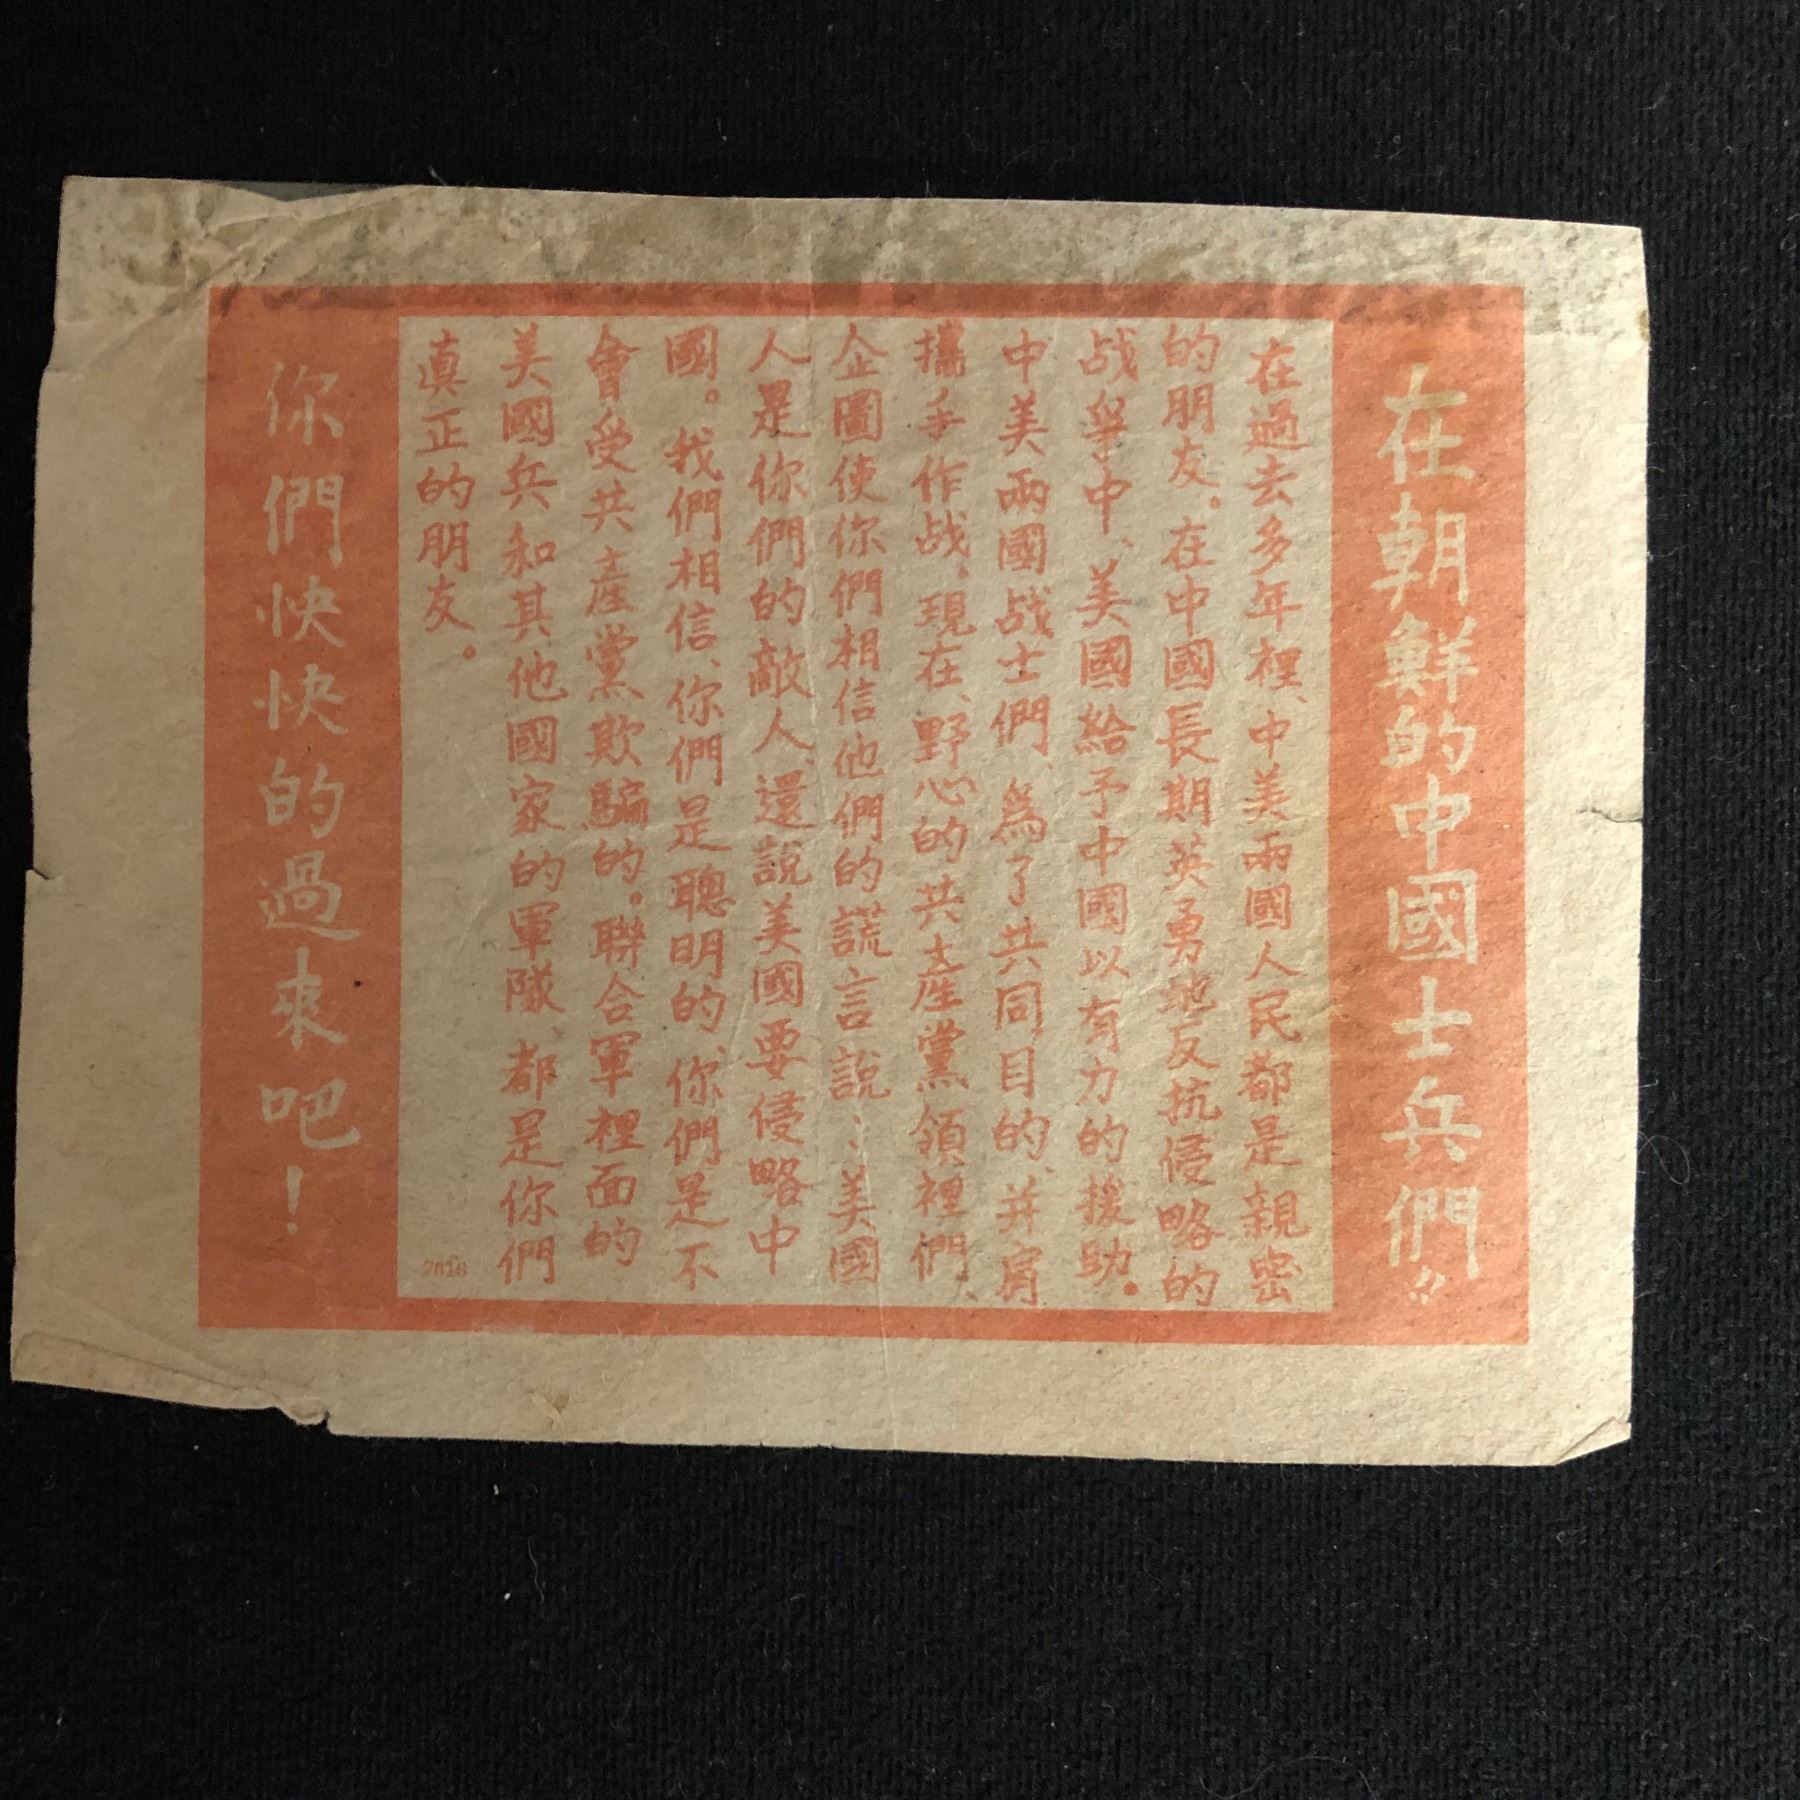 在朝鮮的中國士兵們：
在過去多年裡、中美兩國人民都是親密
的朋友。在中國長期英勇地反抗侵略的
战爭中、美國給予中國以有力的援助。
中美兩國战士們、爲了共同目的、并肩
攜手作战。現在、野心的共產黨領裡們、
企圖使你們相信他們的謊言說：美國
人是你們的敵人、還說美國要侵略中
國。我們相信、你們是聰明的、你們是不
會受共產黨欺騙的。聯合軍裡面的
美國兵和其他國家的軍隊、都是你們
真正的朋友。
7016
你們快快的過來吧！